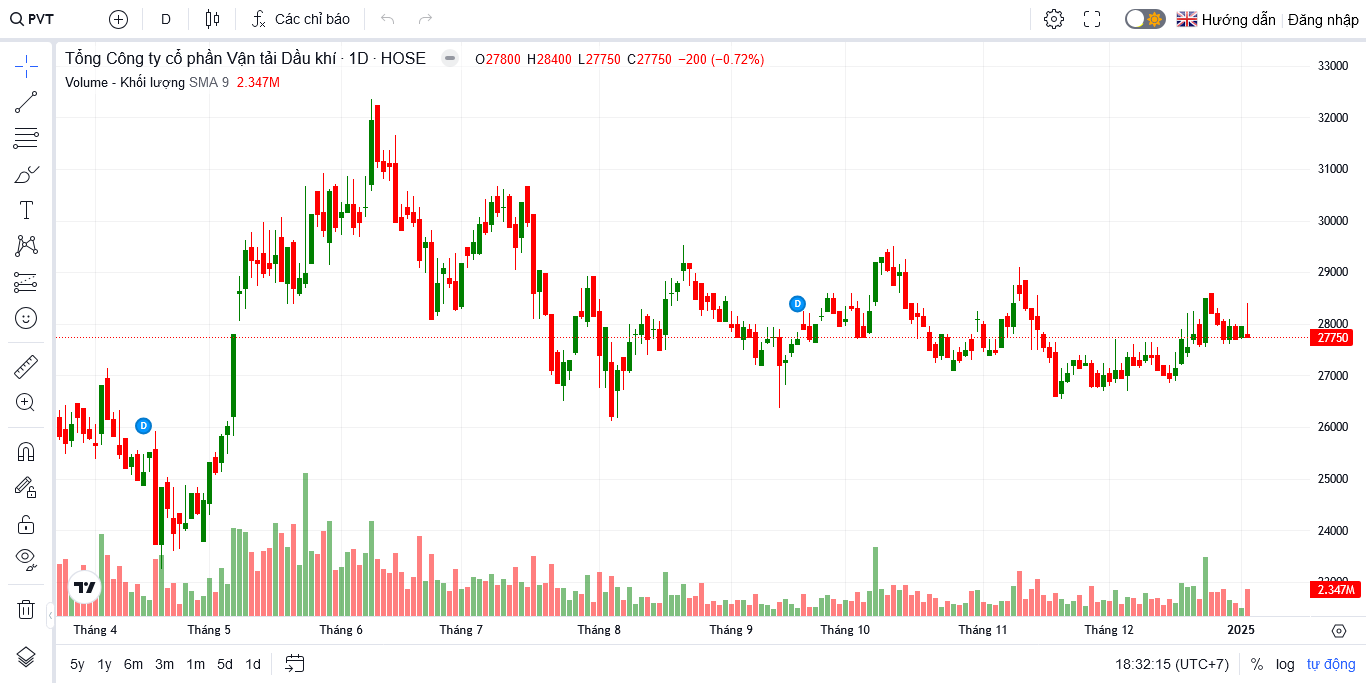 PVT D Các chỉ báo Hướng dẫn Đăng nhập
Tổng Công ty cổ phần Vận tải Dầu khí · 1D · HOSE O27800 H28400 L27750 C27750 −200 (−0.72%)
Volume - Khối lượng SMA 9 2.347M
33000
32000
31000
30000
29000
28000
27750
27000
26000
25000
24000
23000
2.347M
D
D
Tháng 4 Tháng 5 Tháng 6 Tháng 7 Tháng 8 Tháng 9 Tháng 10 Tháng 11 Tháng 12 2025
5y 1y 6m 3m 1m 5d 1d 18:32:15 (UTC+7) % log tự động